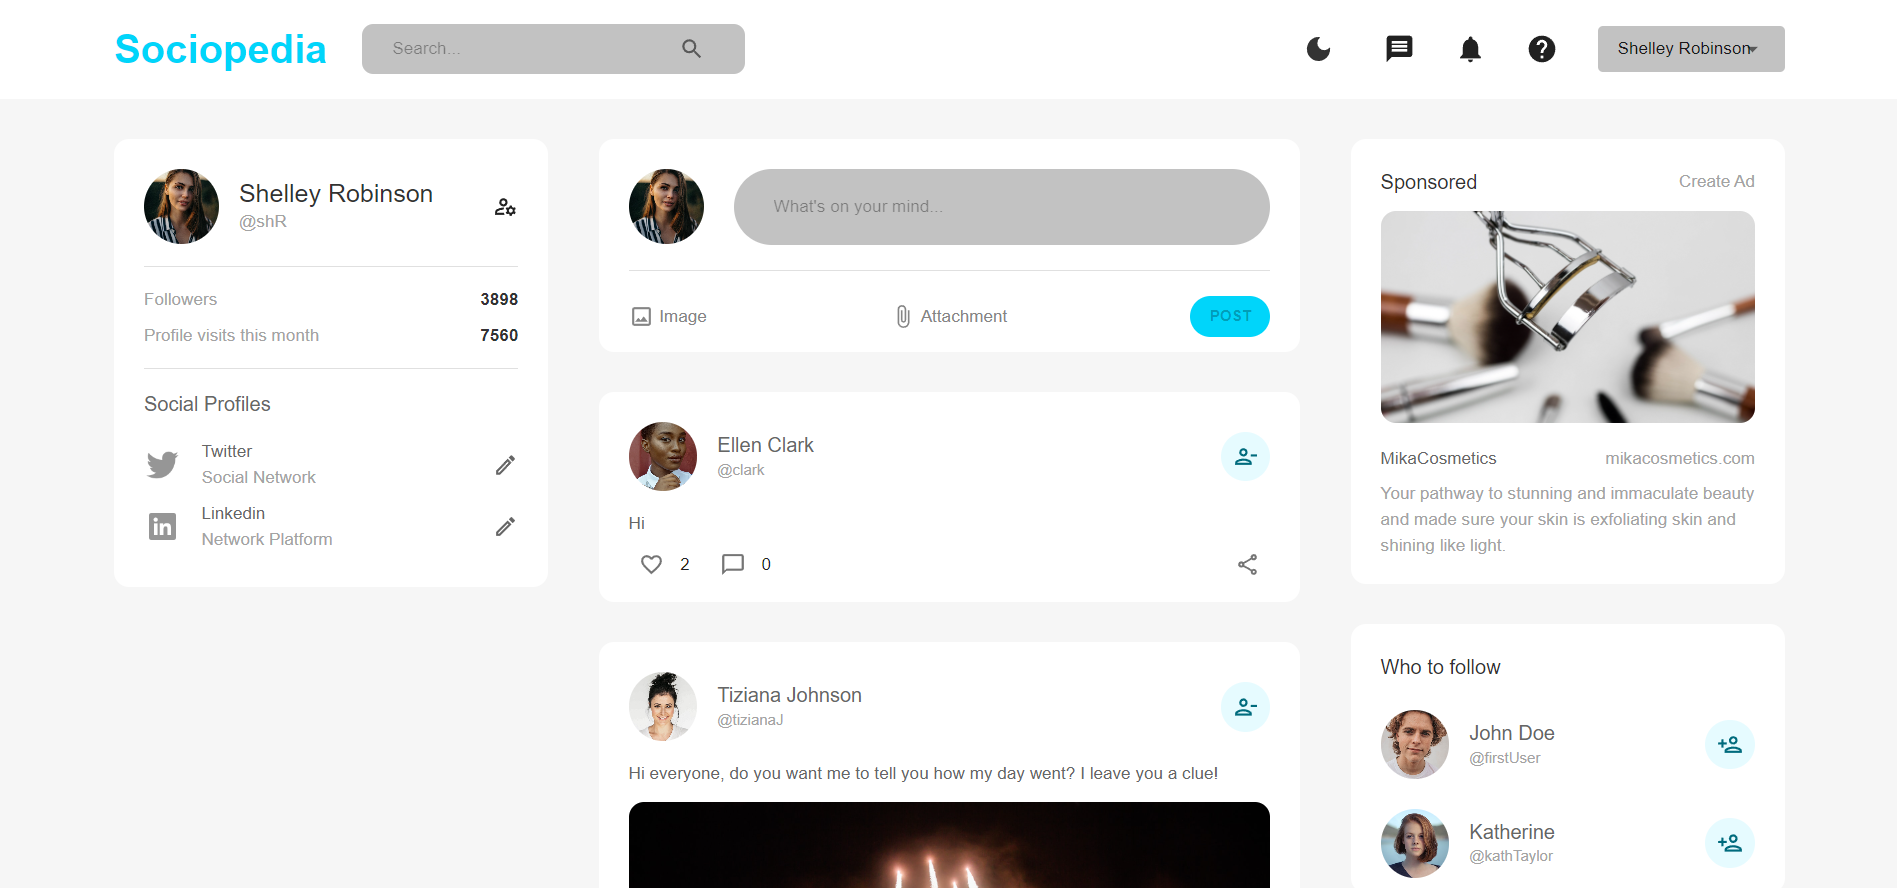 Sociopedia
Search...
Shelley Robinson
Shelley Robinson
@shR
Followers 3898
Profile visits this month 7560
Social Profiles
Twitter
Social Network
Linkedin
Network Platform
What's on your mind...
Image
Attachment
POST
Ellen Clark
@clark
Hi
2
0
Tiziana Johnson
@tizianaJ
Hi everyone, do you want me to tell you how my day went? I leave you a clue!
Sponsored
Create Ad
MikaCosmetics
mikacosmetics.com
Your pathway to stunning and immaculate beauty
and made sure your skin is exfoliating skin and
shining like light.
Who to follow
John Doe
@firstUser
Katherine
@kathTaylor